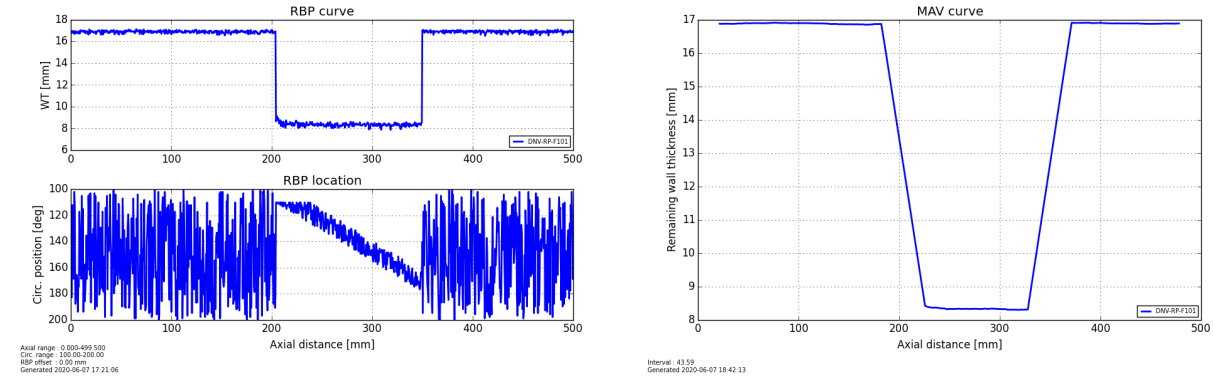 RBP curve
18
16
14
12
10
8
6
WT [mm]
DNV-RP-F101
0 100 200 300 400 500
RBP location
100
120
140
160
180
200
Circ. position [deg]
0 100 200 300 400 500
Axial distance [mm]
Axial range : 0.000-499.500
Circ. range : 100.00-200.00
RBP offset : 0.00 mm
Generated 2020-06-07 17:21:06
MAV curve
17
16
15
14
13
12
11
10
9
8
Remaining wall thickness [mm]
DNV-RP-F101
0 100 200 300 400 500
Axial distance [mm]
Interval : 43.59
Generated 2020-06-07 18:42:13